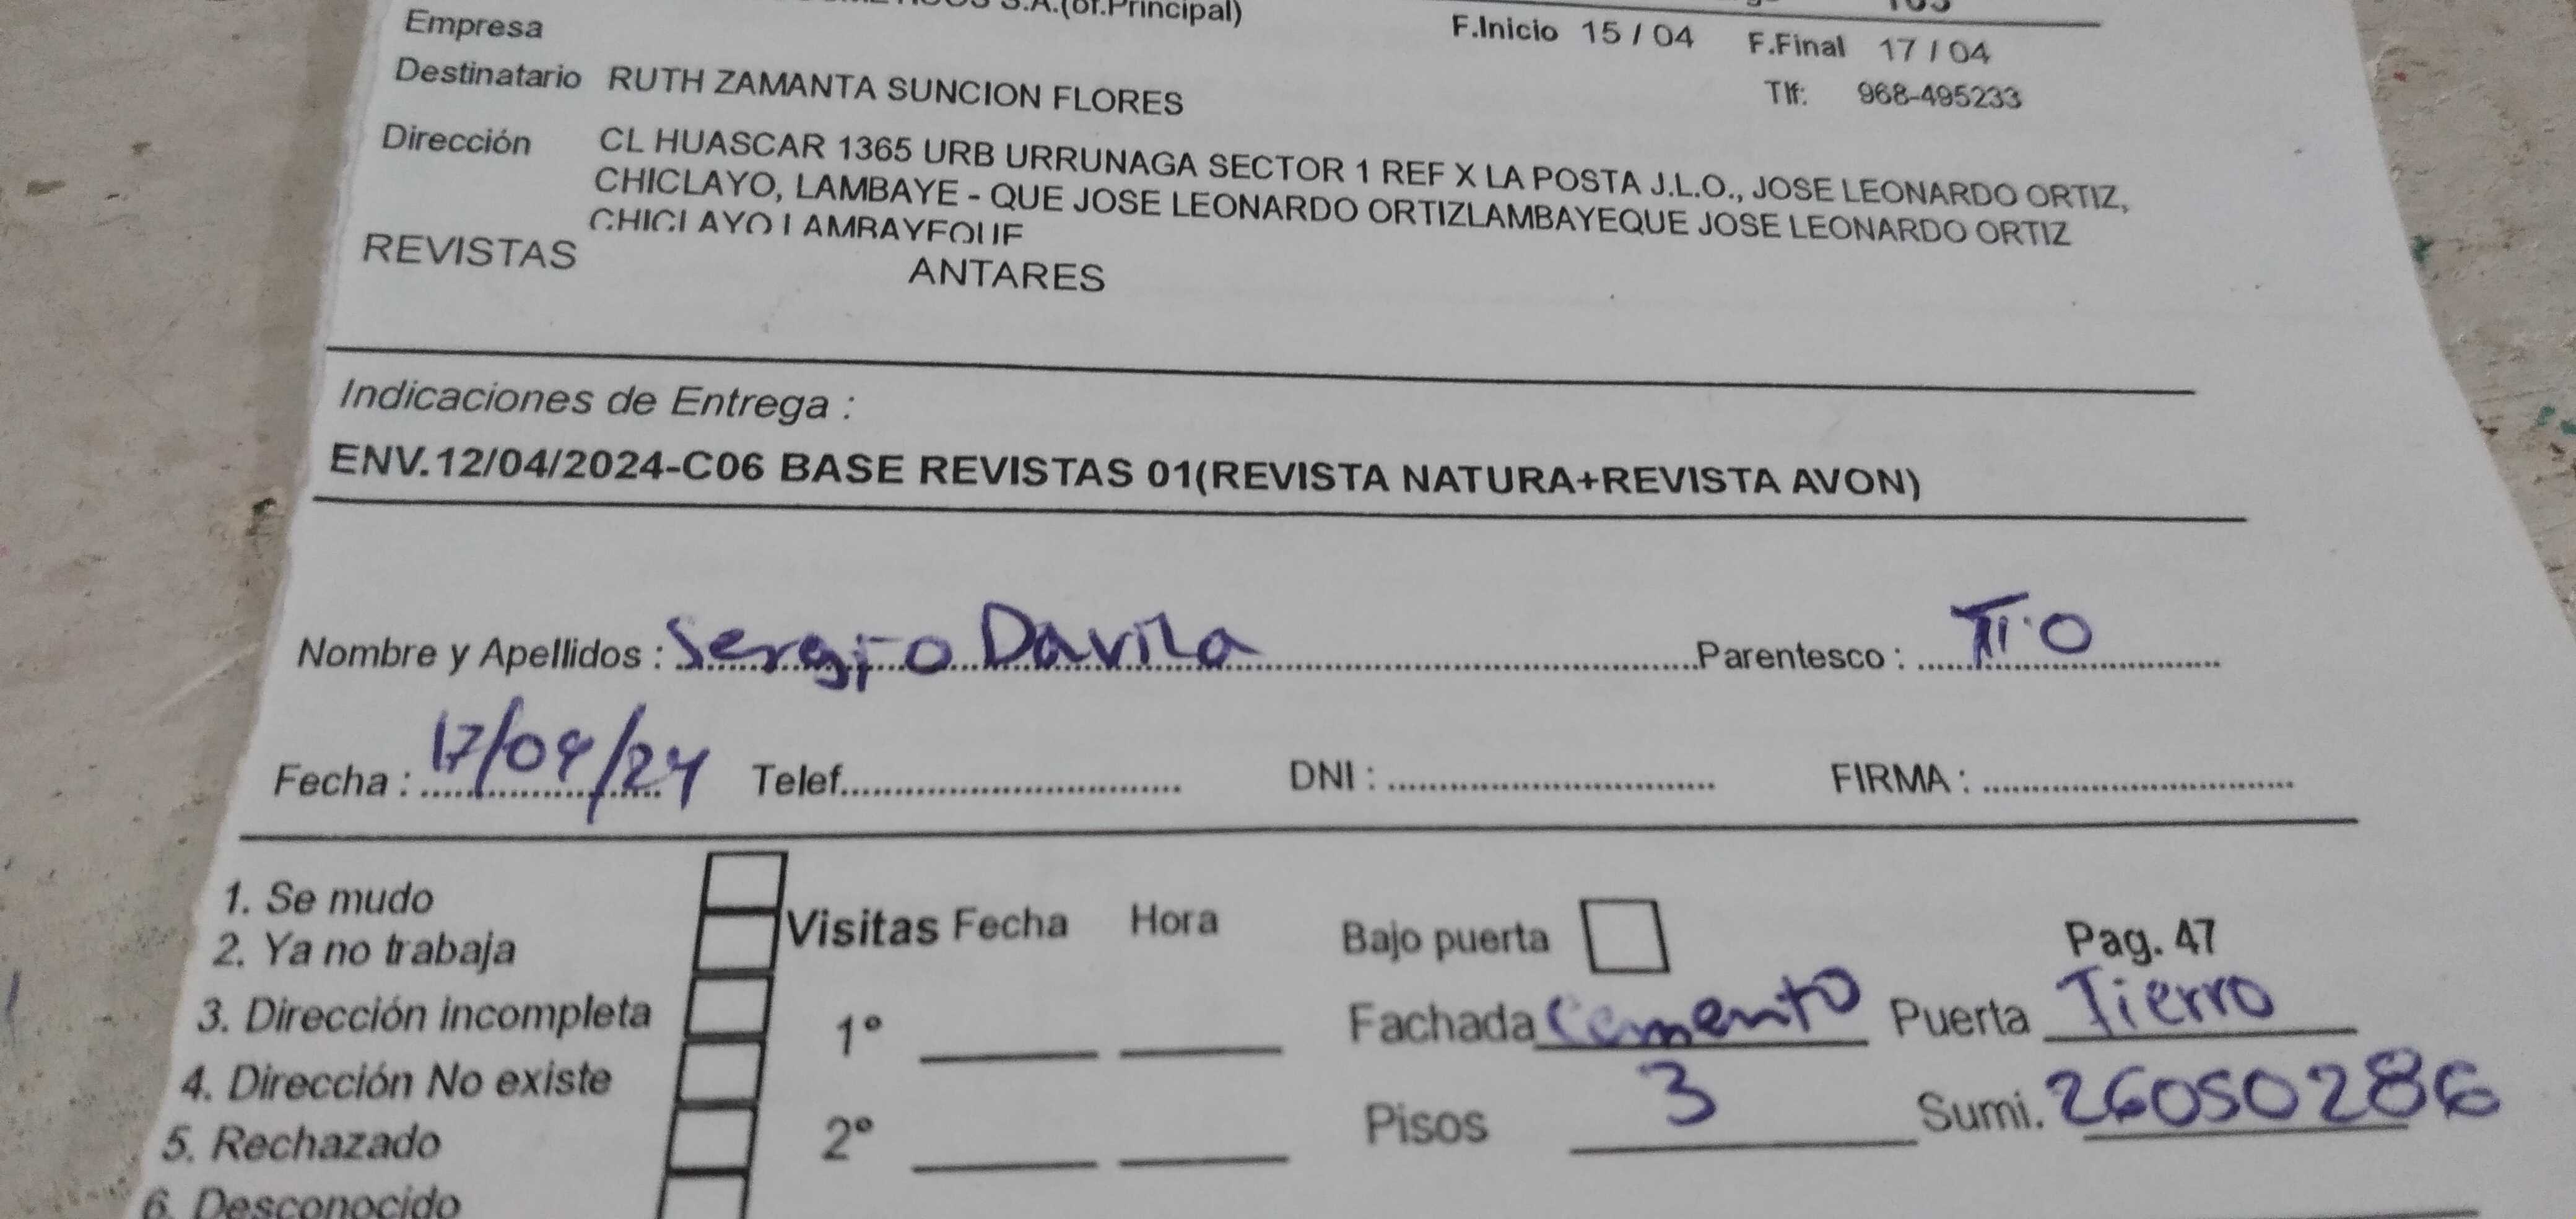 S.A.(of.Principal)
Empresa F.Inicio 15 / 04 F.Final 17 / 04
Destinatario RUTH ZAMANTA SUNCION FLORES Tlf: 968-495233
Dirección CL HUASCAR 1365 URB URRUNAGA SECTOR 1 REF X LA POSTA J.L.O., JOSE LEONARDO ORTIZ,
CHICLAYO, LAMBAYE - QUE JOSE LEONARDO ORTIZLAMBAYEQUE JOSE LEONARDO ORTIZ
CHICLAYO LAMBAYEQUE
REVISTAS ANTARES
Indicaciones de Entrega :
ENV.12/04/2024-C06 BASE REVISTAS 01(REVISTA NATURA+REVISTA AVON)
Nombre y Apellidos : Sergio Davila Parentesco : Tio
Fecha : 17/04/24 Telef. DNI : FIRMA :
1. Se mudo
2. Ya no trabaja
3. Dirección incompleta
4. Dirección No existe
5. Rechazado
6. Desconocido
Visitas Fecha Hora
1°
2°
Bajo puerta Pag. 47
Fachada Cemento Puerta Tierro
Pisos 3 Sumi. 26050286